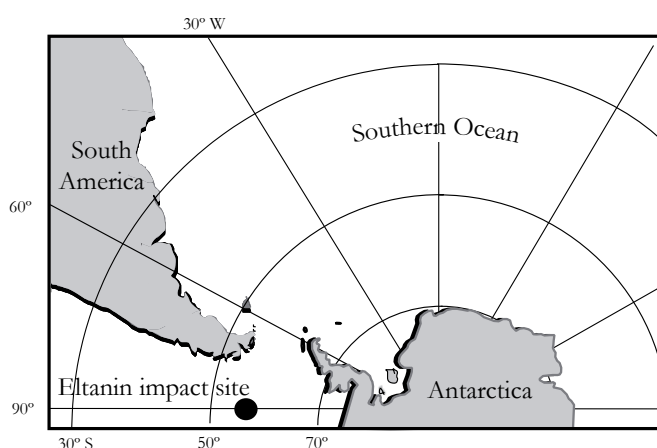 30º W
Southern Ocean
South
America
60º
Eltanin impact site
Antarctica
90º
30º S
50º
70º